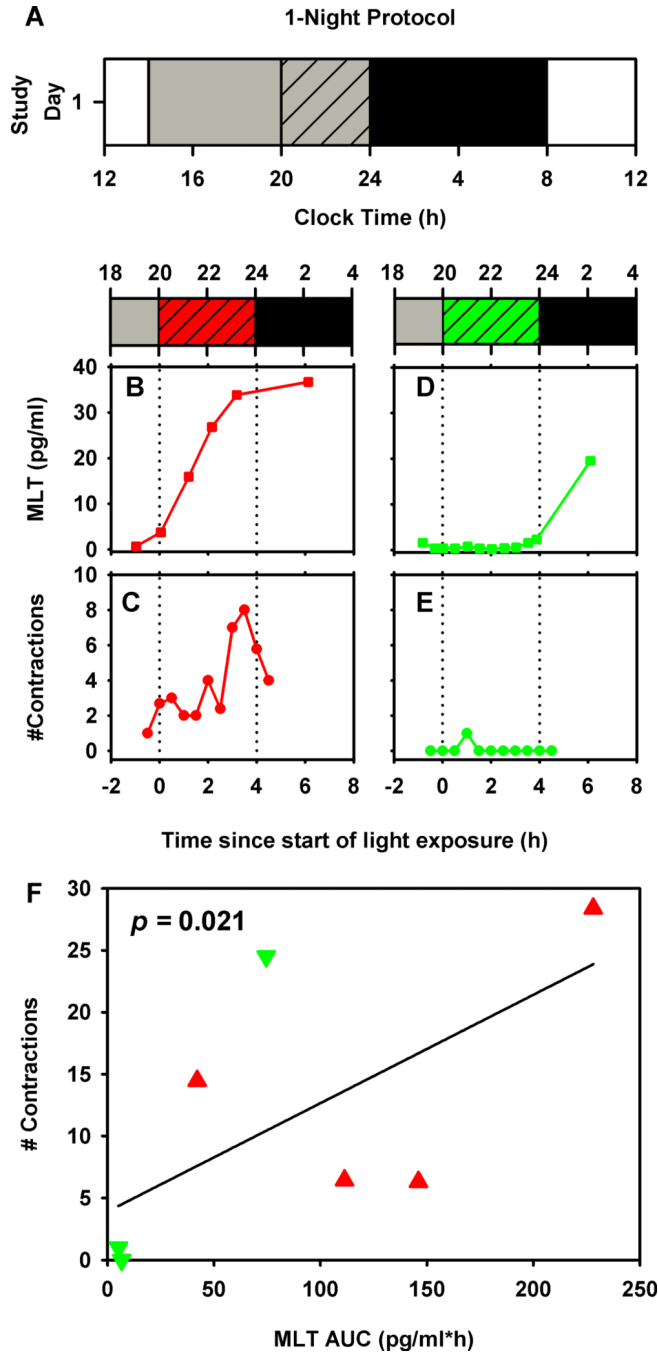 A
1-Night Protocol
Study
Day
1
12 16 20 24 4 8 12
Clock Time (h)
18 20 22 24 2 4
18 20 22 24 2 4
B
D
MLT (pg/ml)
40
30
20
10
0
C
E
#Contractions
10
8
6
4
2
0
-2 0 2 4 6 8
-2 0 2 4 6 8
Time since start of light exposure (h)
F
p = 0.021
# Contractions
30
25
20
15
10
5
0
0 50 100 150 200 250
MLT AUC (pg/ml*h)